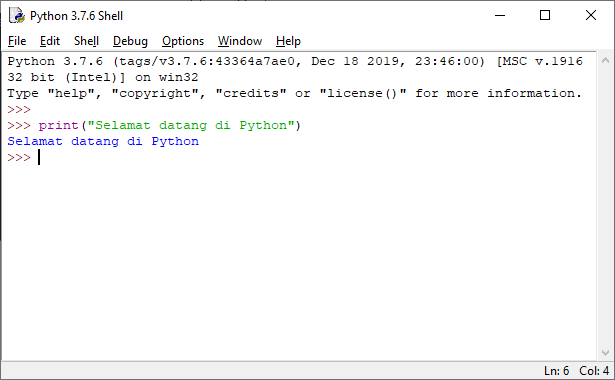 Python 3.7.6 Shell
File Edit Shell Debug Options Window Help
Python 3.7.6 (tags/v3.7.6:43364a7ae0, Dec 18 2019, 23:46:00) [MSC v.1916
32 bit (Intel)] on win32
Type "help", "copyright", "credits" or "license()" for more information.
>>>
>>> print("Selamat datang di Python")
Selamat datang di Python
>>>
Ln: 6 Col: 4